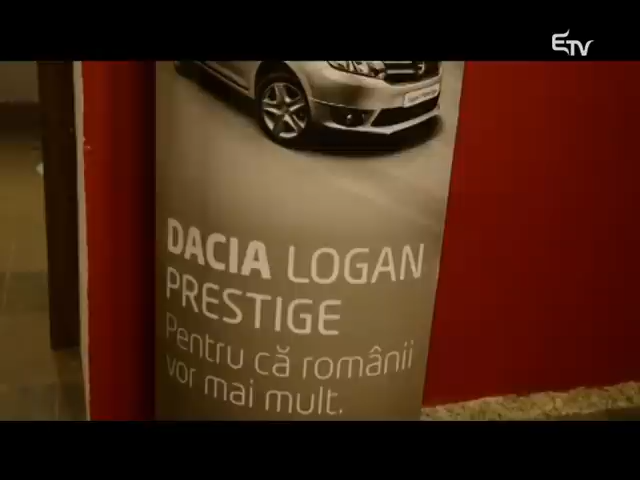 ETV
DACIA LOGAN
PRESTIGE
Pentru că românii
vor mai mult.